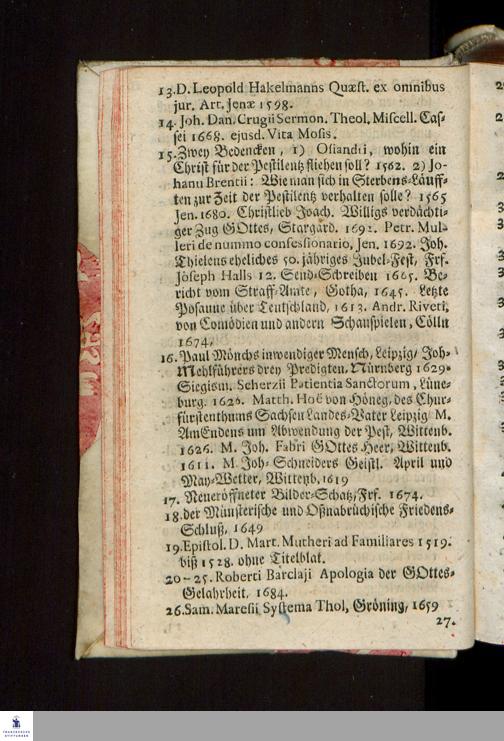 13.D. Leopold Hakelmanns Quæst. ex omnibus
jur. Art. jenæ 1598.
14. Joh. Dan. Crugii Sermon. Theol. Miscell. Cas-
sei 1668. ejusd. Vita Mosis.
15. Zwey Bedencken, 1) Osiandri, wohin ein
Christ für der Pestilentz fliehen soll? 1562. 2) Jo-
hann Brentii: Wie man sich in Sterbens-Läuff-
ten zur Zeit der Pestilentz verhalten solle? 1565
Jen. 1680. Christlieb Joach. Willigs verdächti-
ger Zug GOttes, Stargard. 1692. Petr. Mul-
leri de nummo confessionario, Jen. 1692. Joh.
Thielens eheliches 50. jähriges Jubel-Fest, Frf.
Joseph Halls 12. Send-Schreiben 1665. Be-
richt vom Straff-Amte, Gotha, 1645. Letzte
Posaune über Teutschland, 1613. Andr. Riveti,
von Comödien und andern Schauspielen, Cölln
1674.
16. Paul Mönchs inwendiger Mensch, Leipzig/ Joh.
Mehlführers drey Predigten. Nürnberg 1629.
Siegism. Scherzii Patientia Sanctorum, Lüne-
burg. 1626. Matth. Hoë von Höneg, des Chur-
fürstenthums Sachsen Landes-Vater Leipzig/ M.
AmEndens um Abwendung der Pest, Wittenb.
1626. M. Joh. Fabri GOttes Heer, Wittenb.
1611. M. Joh. Schneiders Geistl. April und
May-Wetter, Wittenb. 1619
17. Neueröffneter Bilder-Schatz, Frf. 1674.
18. der Münsterische und Oßnabrückische Friedens-
Schluß, 1649
19. Epistol. D. Mart. Mutheri ad Familiares 1519.
biß 1528. ohne Titelblat.
20-25. Roberti Barclaji Apologia der GOttes-
Gelahrheit, 1684.
26. Sam. Maresii Systema Thol, Gröning, 1659
27.